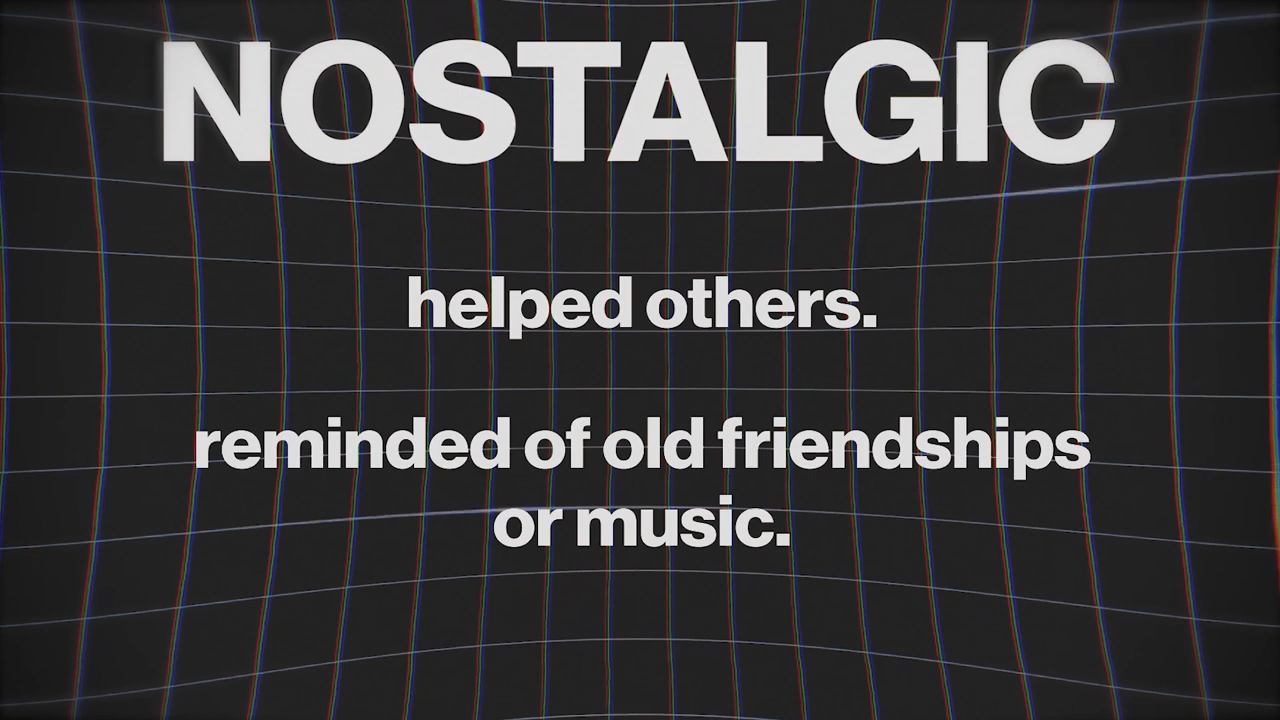 NOSTALGIC
helped others.
reminded of old friendships
or music.